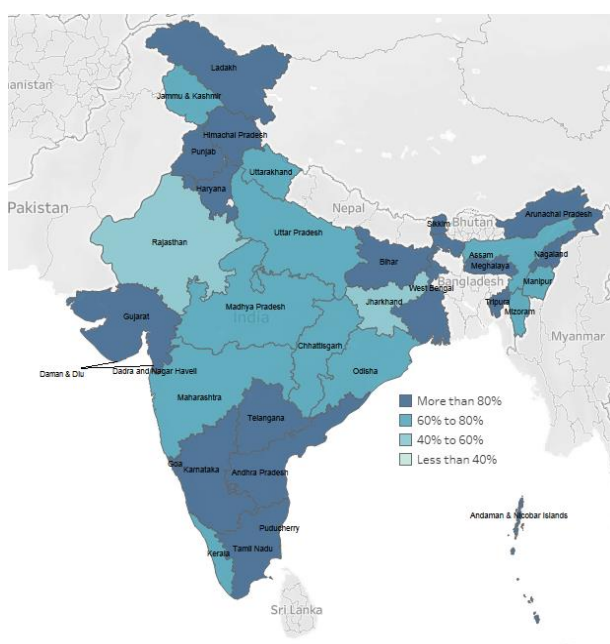 Ladakh
hanistan
Jammu & Kashmir
Himachal Pradesh
Punjab
Uttarakhand
Haryana
Pakistan
Nepal
Sikkim
Bhutan
Arunachal Pradesh
Rajasthan
Uttar Pradesh
Bihar
Assam
Nagaland
Meghalaya
Manipur
Bangladesh
West Bengal
Jharkhand
Tripura
Mizoram
Gujarat
Madhya Pradesh
India
Myanmar
Chhattisgarh
Daman & Diu
Dadra and Nagar Haveli
Odisha
Maharashtra
More than 80%
60% to 80%
40% to 60%
Less than 40%
Telangana
Goa
Karnataka
Andhra Pradesh
Andaman & Nicobar Islands
Puducherry
Kerala
Tamil Nadu
Sri Lanka